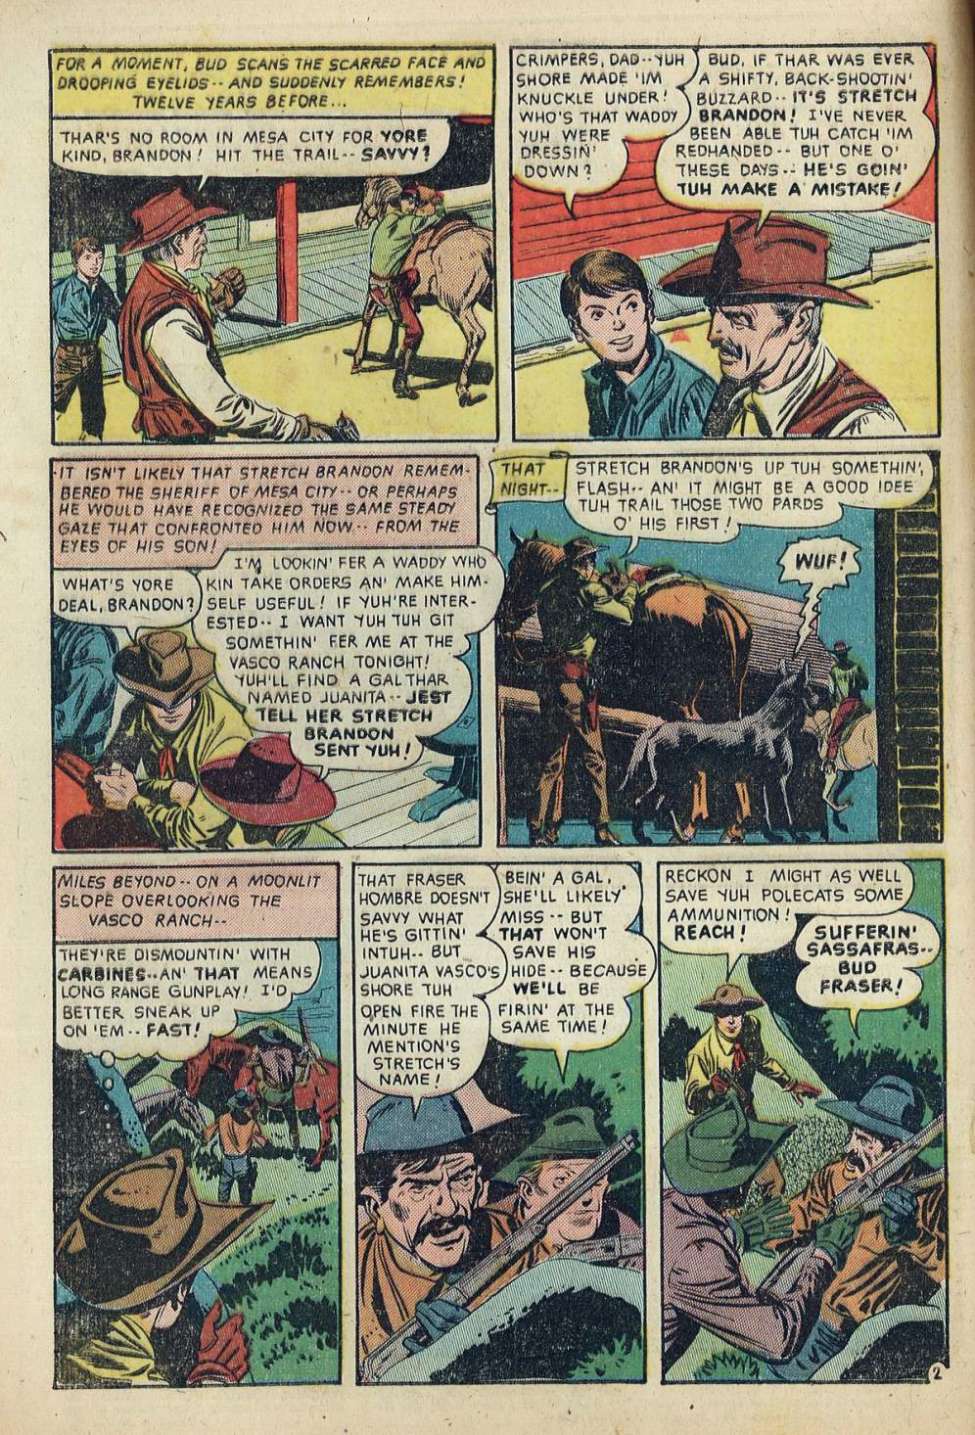 FOR A MOMENT, BUD SCANS THE SCARRED FACE AND
DROOPING EYELIDS-- AND SUDDENLY REMEMBERS!
TWELVE YEARS BEFORE...
THAR'S NO ROOM IN MESA CITY FOR YORE
KIND, BRANDON! HIT THE TRAIL-- SAVVY?
CRIMPERS, DAD-- YUH
SHORE MADE 'IM
KNUCKLE UNDER!
WHO'S THAT WADDY
YUH WERE
DRESSIN'
DOWN?
BUD, IF THAR WAS EVER
A SHIFTY, BACK-SHOOTIN'
BUZZARD-- IT'S STRETCH
BRANDON! I'VE NEVER
BEEN ABLE TUH CATCH 'IM
REDHANDED-- BUT ONE O'
THESE DAYS-- HE'S GOIN'
TUH MAKE A MISTAKE!
IT ISN'T LIKELY THAT STRETCH BRANDON REMEM-
BERED THE SHERIFF OF MESA CITY-- OR PERHAPS
HE WOULD HAVE RECOGNIZED THE SAME STEADY
GAZE THAT CONFRONTED HIM NOW-- FROM THE
EYES OF HIS SON!
WHAT'S YORE
DEAL, BRANDON?
I'M LOOKIN' FER A WADDY WHO
KIN TAKE ORDERS AN' MAKE HIM-
SELF USEFUL! IF YUH'RE INTER-
ESTED-- I WANT YUH TUH GIT
SOMETHIN' FER ME AT THE
VASCO RANCH TONIGHT!
YUH'LL FIND A GAL THAR
NAMED JUANITA-- JEST
TELL HER STRETCH
BRANDON
SENT YUH!
THAT
NIGHT--
STRETCH BRANDON'S UP TUH SOMETHIN',
FLASH-- AN' IT MIGHT BE A GOOD IDEE
TUH TRAIL THOSE TWO PARDS
O' HIS FIRST!
WUF!
MILES BEYOND-- ON A MOONLIT
SLOPE OVERLOOKING THE
VASCO RANCH--
THEY'RE DISMOUNTIN' WITH
CARBINES-- AN' THAT MEANS
LONG RANGE GUNPLAY! I'D
BETTER SNEAK UP
ON 'EM-- FAST!
THAT FRASER
HOMBRE DOESN'T
SAVVY WHAT
HE'S GITTIN'
INTUH-- BUT
JUANITA VASCO'S
SHORE TUH
OPEN FIRE THE
MINUTE HE
MENTION'S
STRETCH'S
NAME!
BEIN' A GAL,
SHE'LL LIKELY
MISS-- BUT
THAT WON'T
SAVE HIS
HIDE-- BECAUSE
WE'LL BE
FIRIN' AT THE
SAME TIME!
RECKON I MIGHT AS WELL
SAVE YUH POLECATS SOME
AMMUNITION!
REACH!
SUFFERIN'
SASSAFRAS--
BUD
FRASER!
2